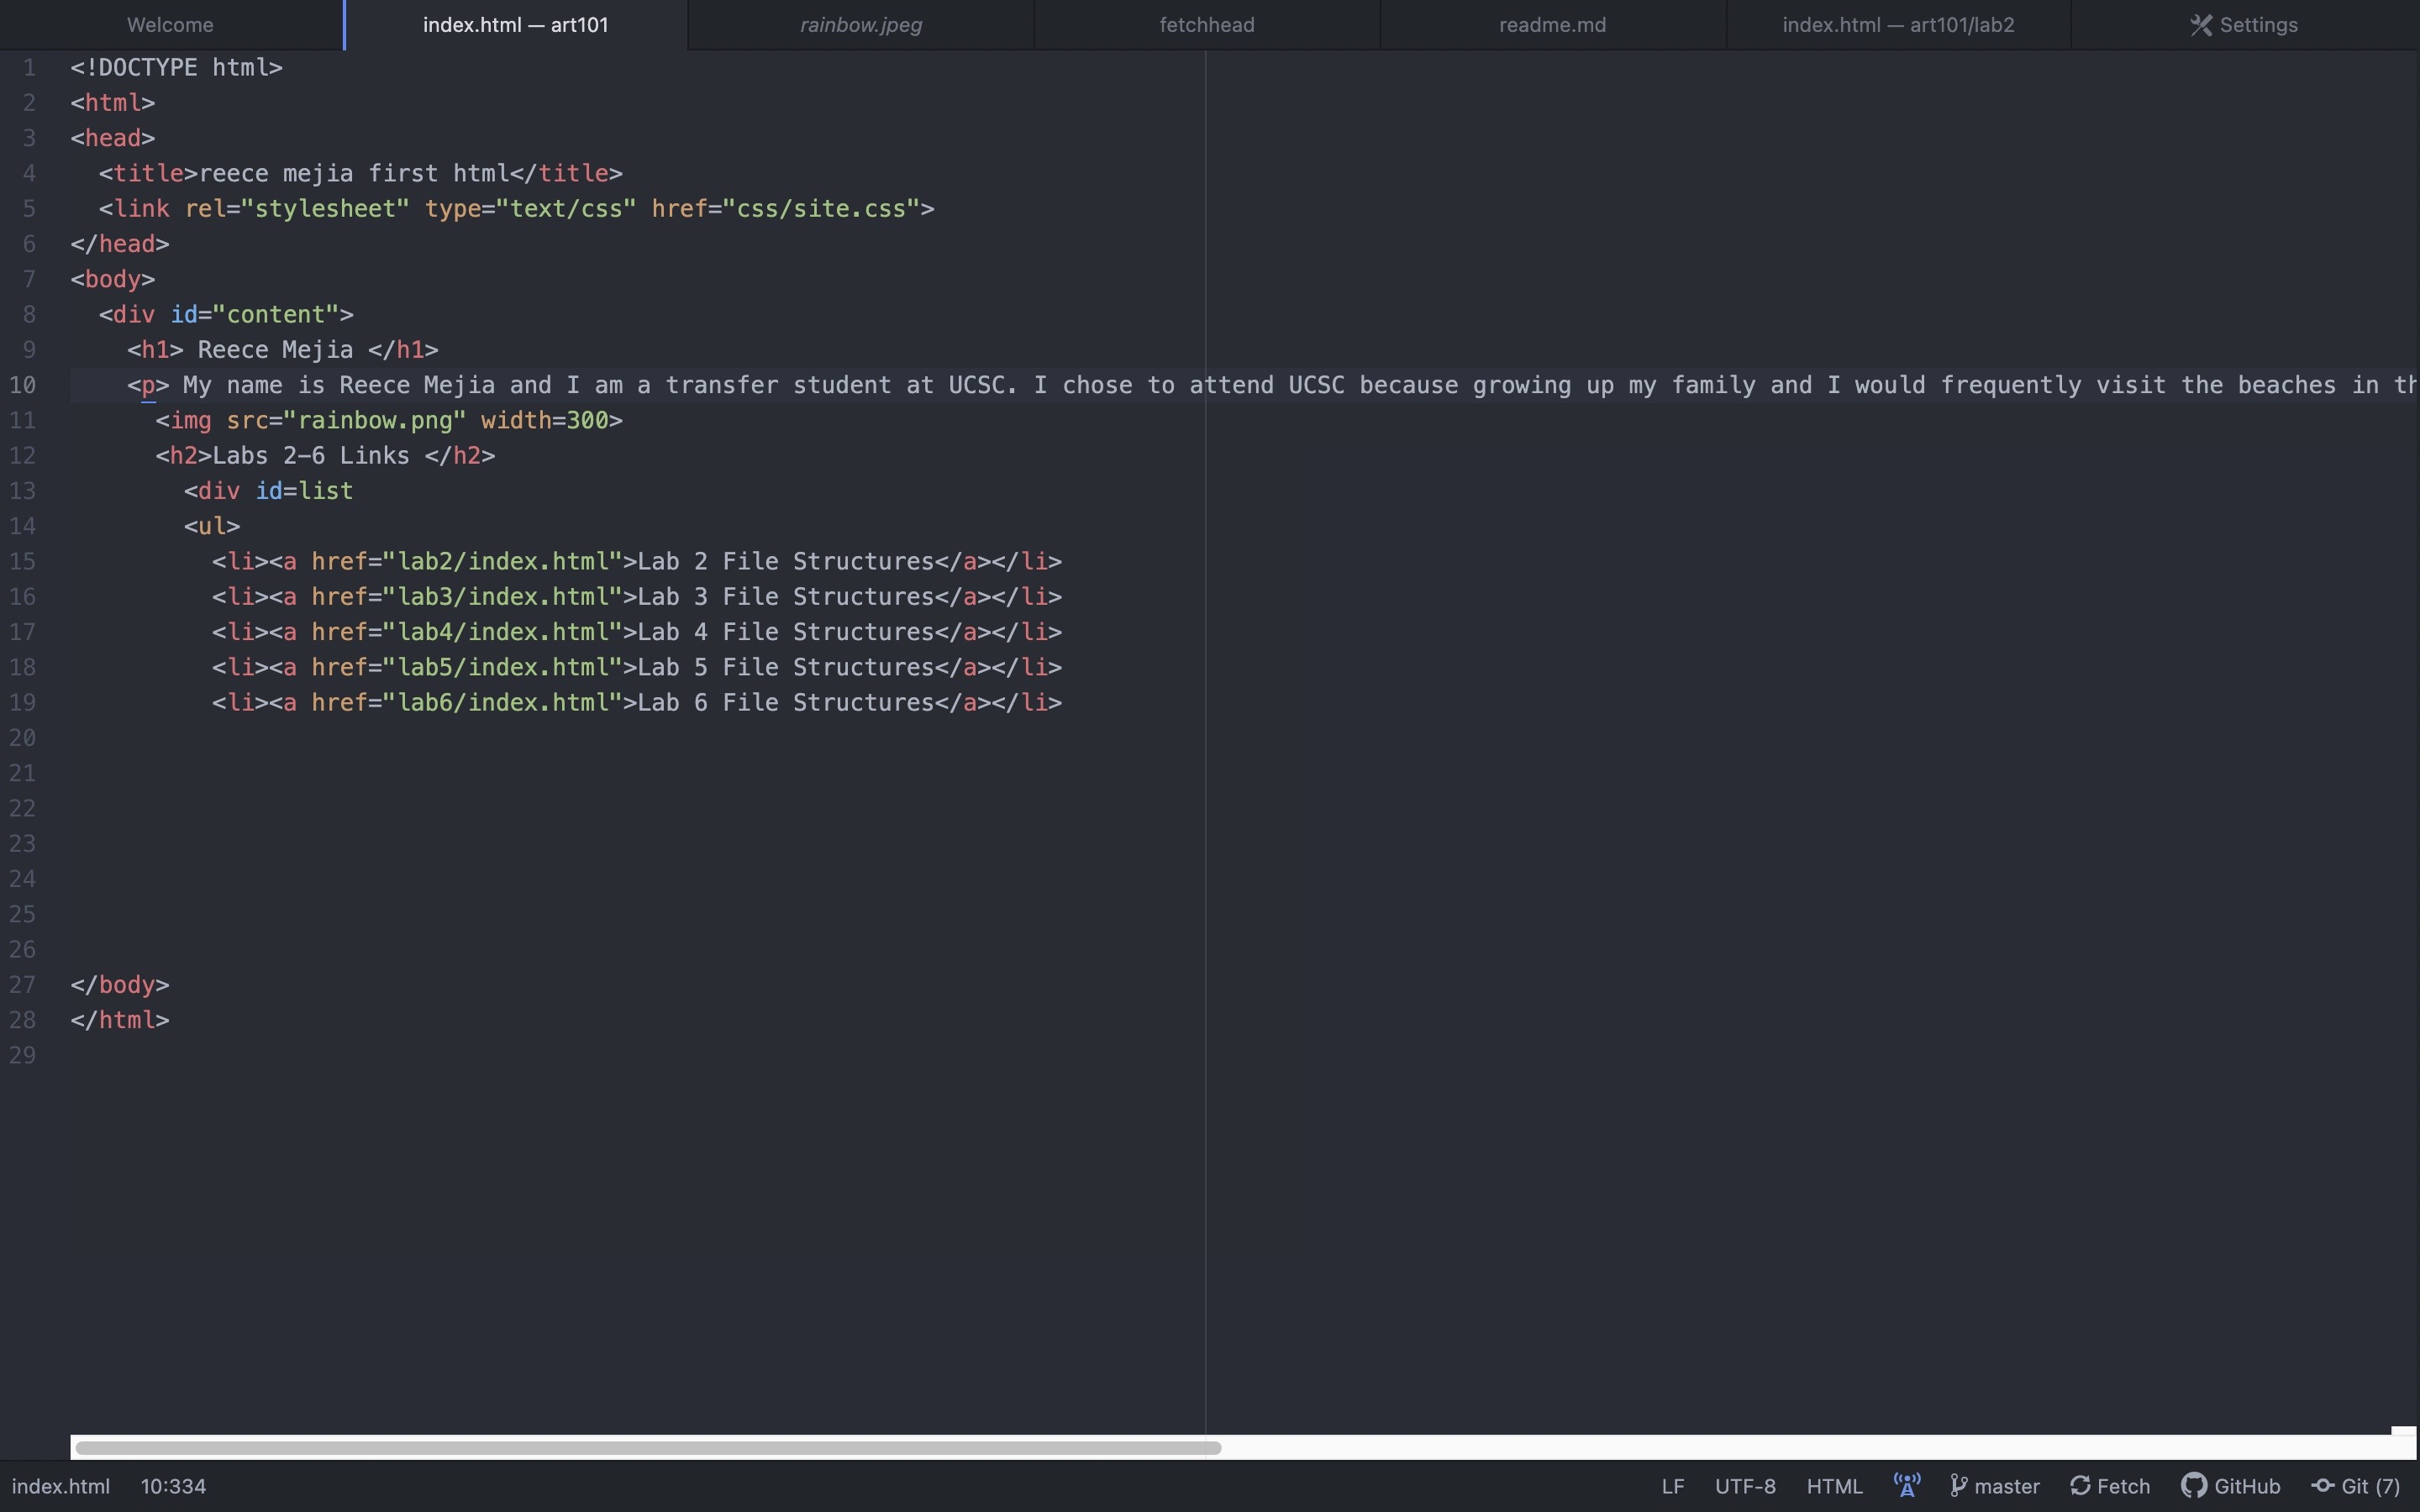 Welcome index.html — art101 rainbow.jpeg fetchhead readme.md index.html — art101/lab2 Settings
1 <!DOCTYPE html>
2 <html>
3 <head>
4 <title>reece mejia first html</title>
5 <link rel="stylesheet" type="text/css" href="css/site.css">
6 </head>
7 <body>
8 <div id="content">
9 <h1> Reece Mejia </h1>
10 <p> My name is Reece Mejia and I am a transfer student at UCSC. I chose to attend UCSC because growing up my family and I would frequently visit the beaches in th
11 <img src="rainbow.png" width=300>
12 <h2>Labs 2-6 Links </h2>
13 <div id=list
14 <ul>
15 <li><a href="lab2/index.html">Lab 2 File Structures</a></li>
16 <li><a href="lab3/index.html">Lab 3 File Structures</a></li>
17 <li><a href="lab4/index.html">Lab 4 File Structures</a></li>
18 <li><a href="lab5/index.html">Lab 5 File Structures</a></li>
19 <li><a href="lab6/index.html">Lab 6 File Structures</a></li>
20
21
22
23
24
25
26
27 </body>
28 </html>
29
index.html 10:334 LF UTF-8 HTML master Fetch GitHub Git (7)